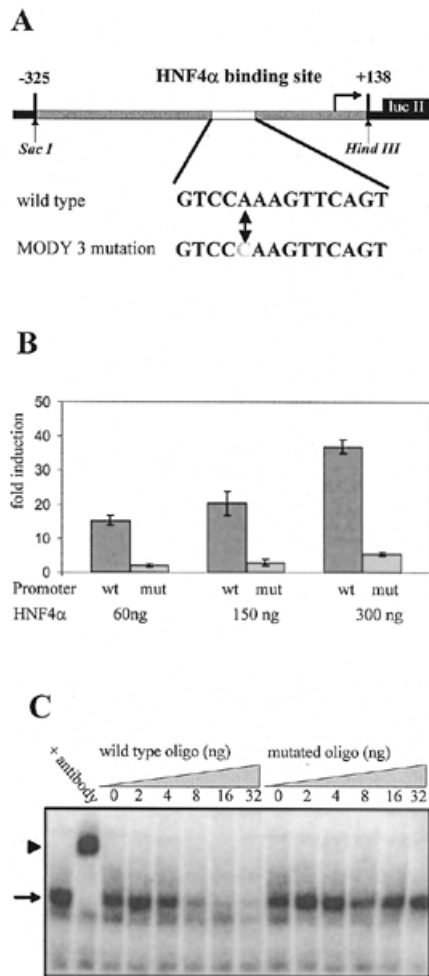 A
-325 HNF4α binding site +138
luc II
Sac I Hind III
wild type GTCCAAAGTTCAGT
MODY 3 mutation GTCCCAAGTTCAGT
B
fold induction
50
40
30
20
10
0
Promoter wt mut wt mut wt mut
HNF4α 60ng 150 ng 300 ng
C
+ antibody
wild type oligo (ng) mutated oligo (ng)
0 2 4 8 16 32 0 2 4 8 16 32